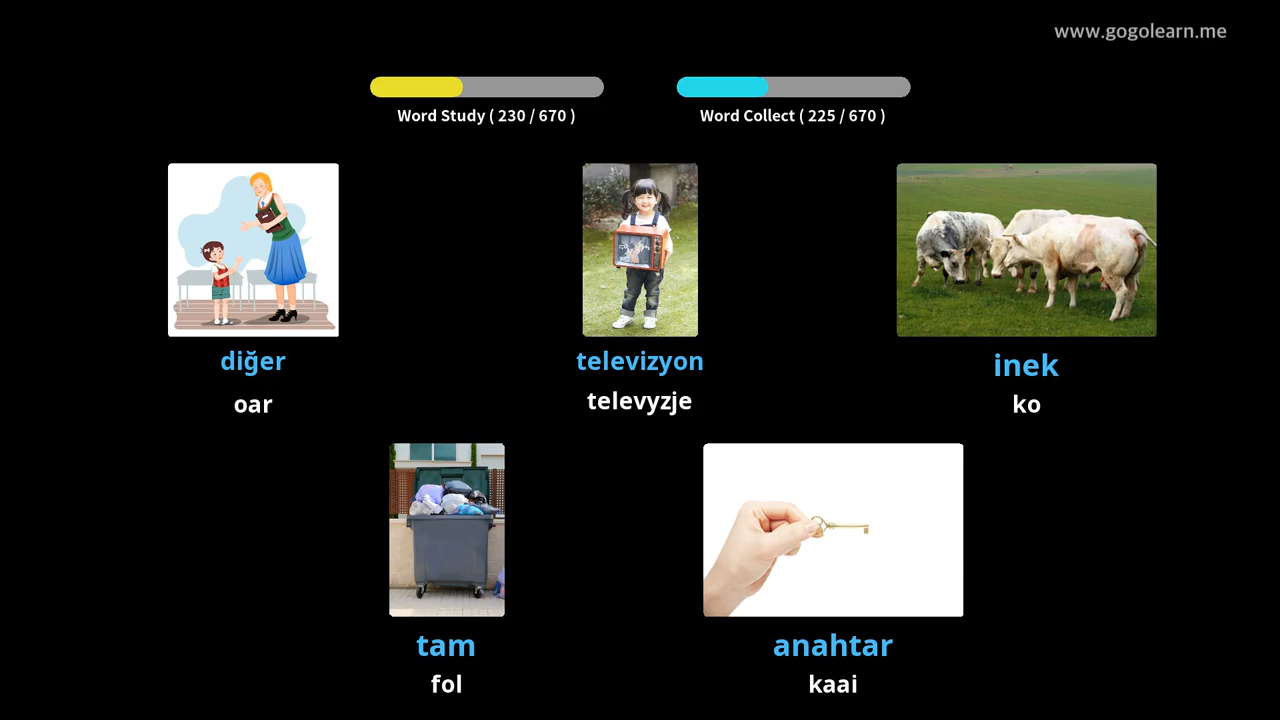 www.gogolearn.me
Word Study ( 230 / 670 )
Word Collect ( 225 / 670 )
diğer
oar
televizyon
televyzje
inek
ko
tam
fol
anahtar
kaai